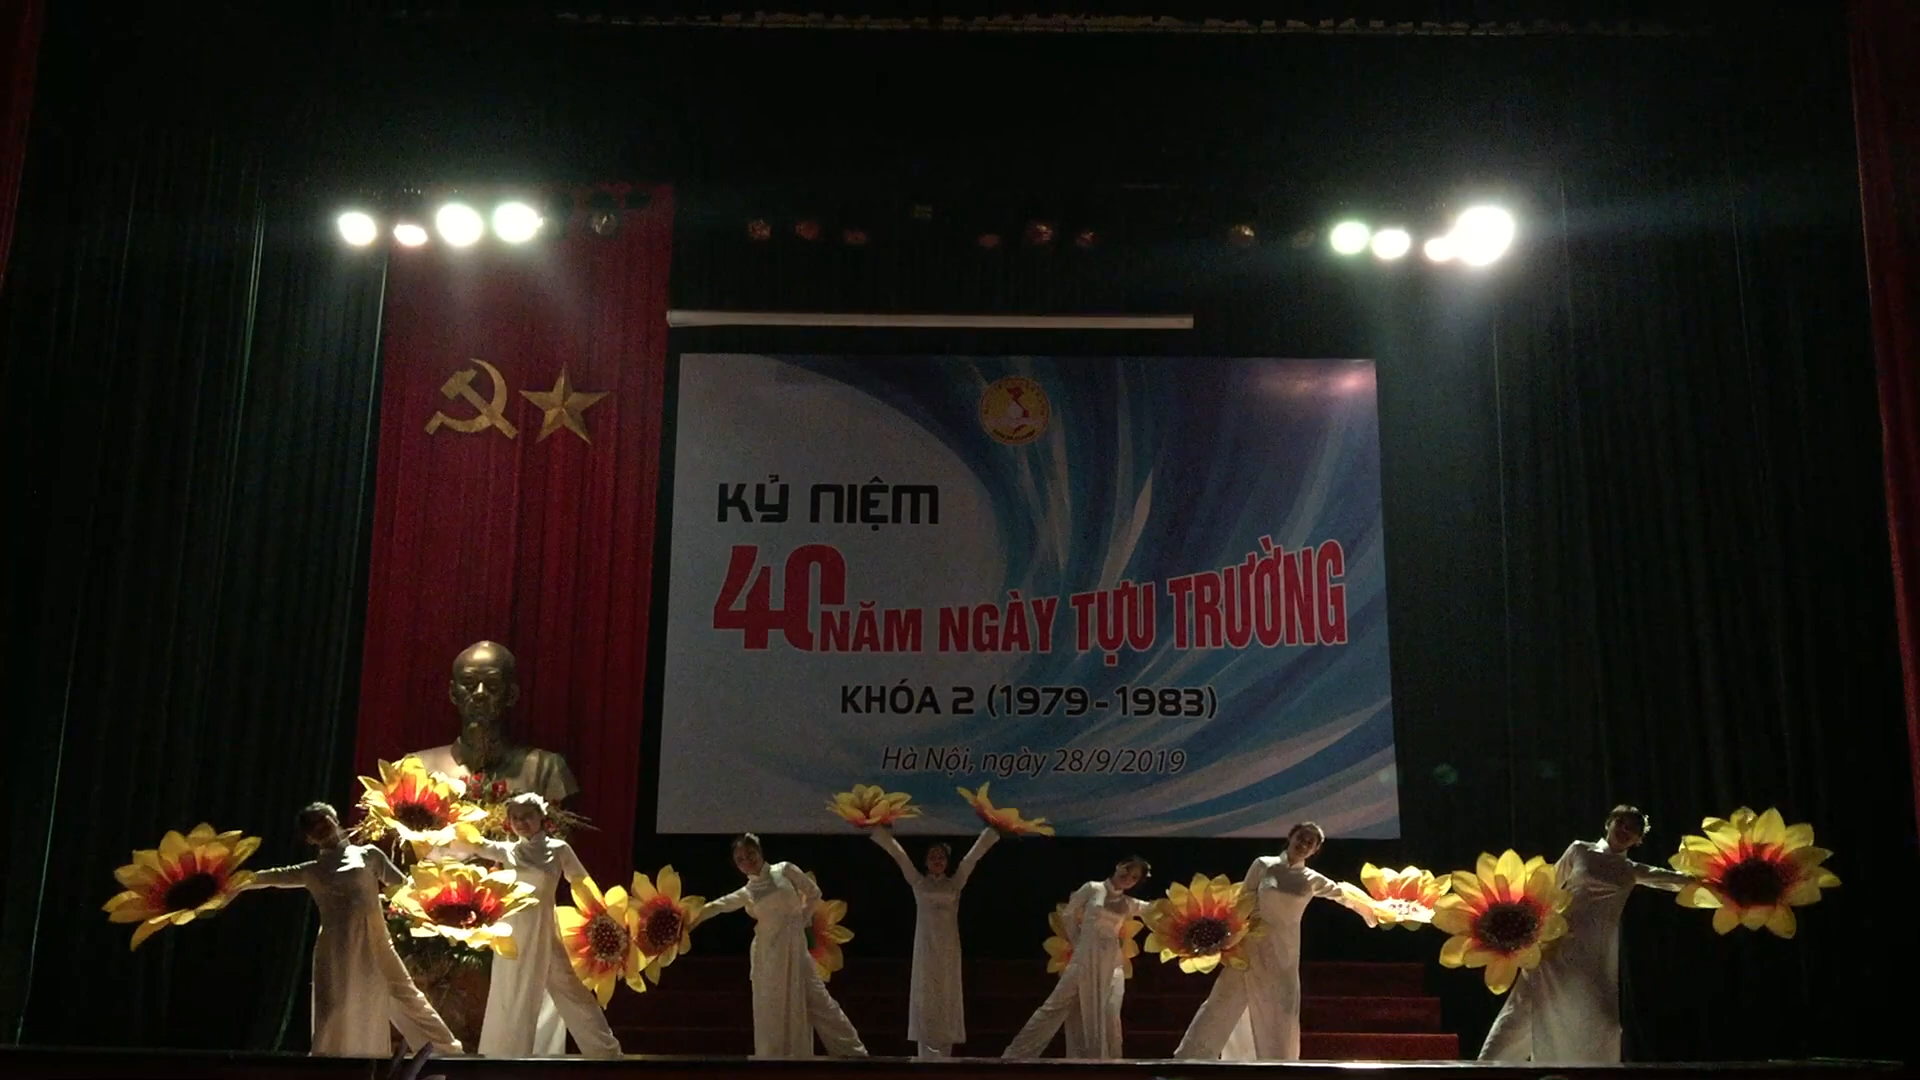 KỶ NIỆM
40 NĂM NGÀY TỰU TRƯỜNG
KHÓA 2 (1979-1983)
Hà Nội, ngày 28/9/2019